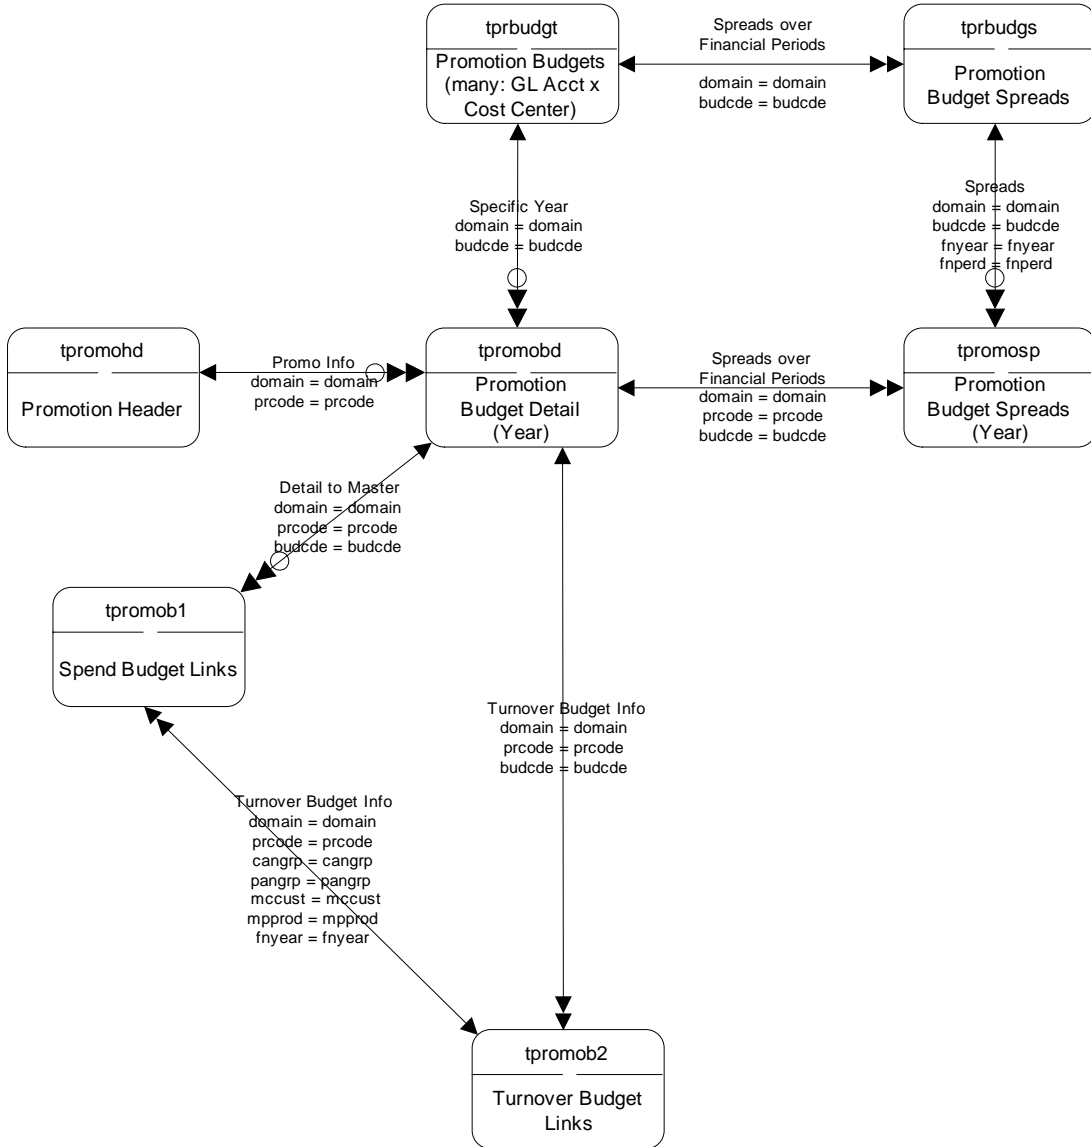 tprbudgt
Promotion Budgets
(many: GL Acct x
Cost Center)
Spreads over
Financial Periods
domain = domain
budcde = budcde
tprbudgs
Promotion
Budget Spreads
Specific Year
domain = domain
budcde = budcde
Spreads
domain = domain
budcde = budcde
fnyear = fnyear
fnperd = fnperd
tpromohd
Promotion Header
Promo Info
domain = domain
prcode = prcode
tpromobd
Promotion
Budget Detail
(Year)
Spreads over
Financial Periods
domain = domain
prcode = prcode
budcde = budcde
tpromosp
Promotion
Budget Spreads
(Year)
Detail to Master
domain = domain
prcode = prcode
budcde = budcde
tpromob1
Spend Budget Links
Turnover Budget Info
domain = domain
prcode = prcode
budcde = budcde
Turnover Budget Info
domain = domain
prcode = prcode
cangrp = cangrp
pangrp = pangrp
mccust = mccust
mpprod = mpprod
fnyear = fnyear
tpromob2
Turnover Budget
Links